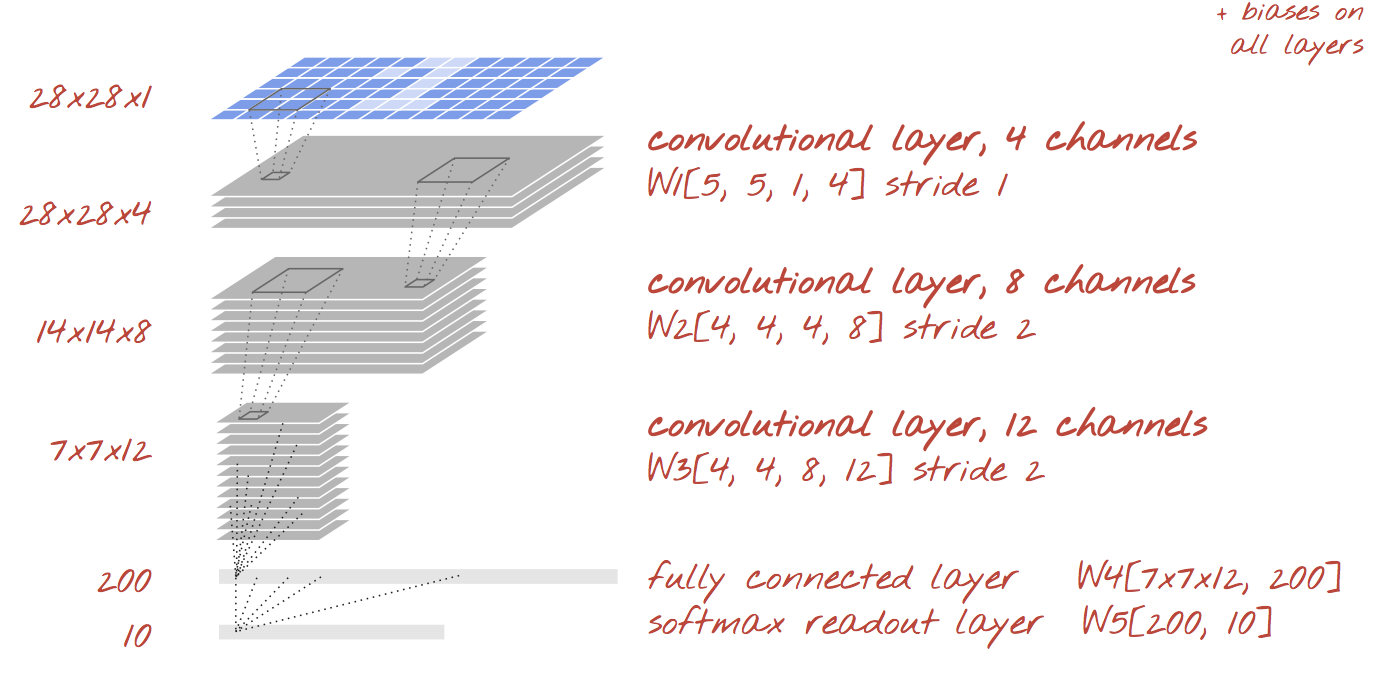 + biases on
all layers
28x28x1
convolutional layer, 4 channels
W1[5, 5, 1, 4] stride 1
28x28x4
convolutional layer, 8 channels
W2[4, 4, 4, 8] stride 2
14x14x8
convolutional layer, 12 channels
W3[4, 4, 8, 12] stride 2
7x7x12
200
fully connected layer W4[7x7x12, 200]
softmax readout layer W5[200, 10]
10